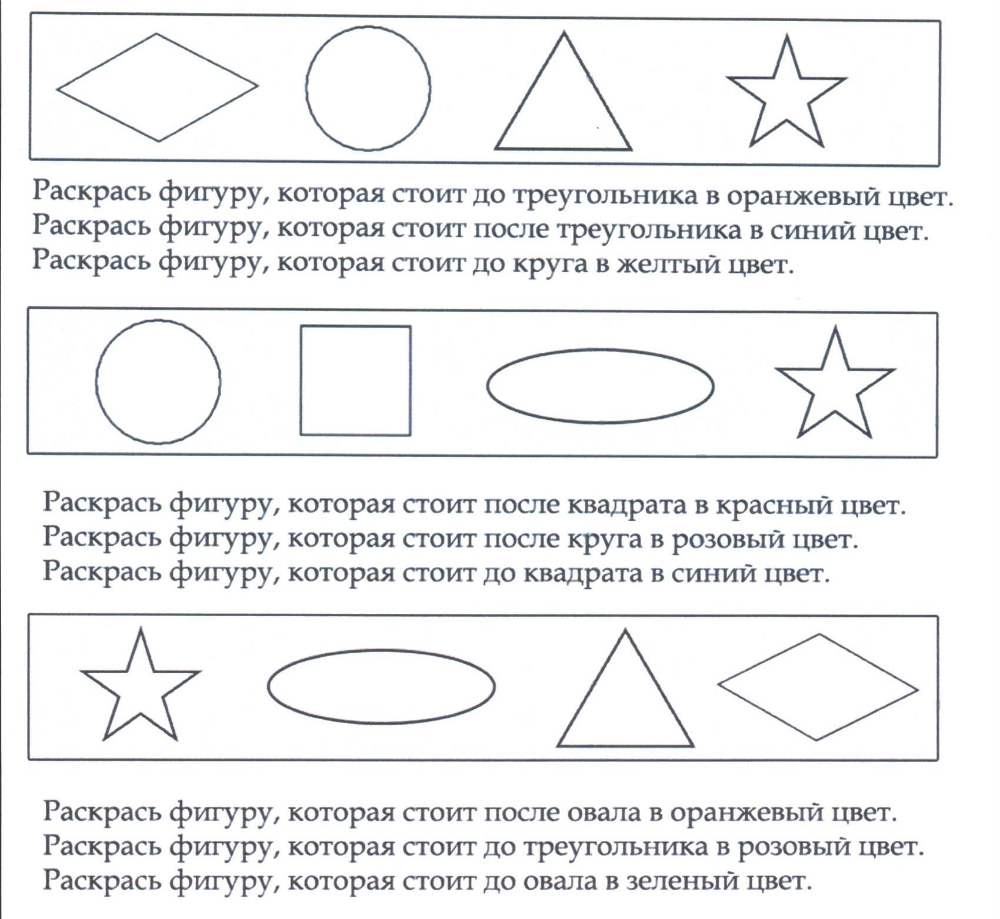 Раскрась фигуру, которая стоит до треугольника в оранжевый цвет.
Раскрась фигуру, которая стоит после треугольника в синий цвет.
Раскрась фигуру, которая стоит до круга в желтый цвет.
Раскрась фигуру, которая стоит после квадрата в красный цвет.
Раскрась фигуру, которая стоит после круга в розовый цвет.
Раскрась фигуру, которая стоит до квадрата в синий цвет.
Раскрась фигуру, которая стоит после овала в оранжевый цвет.
Раскрась фигуру, которая стоит до треугольника в розовый цвет.
Раскрась фигуру, которая стоит до овала в зеленый цвет.